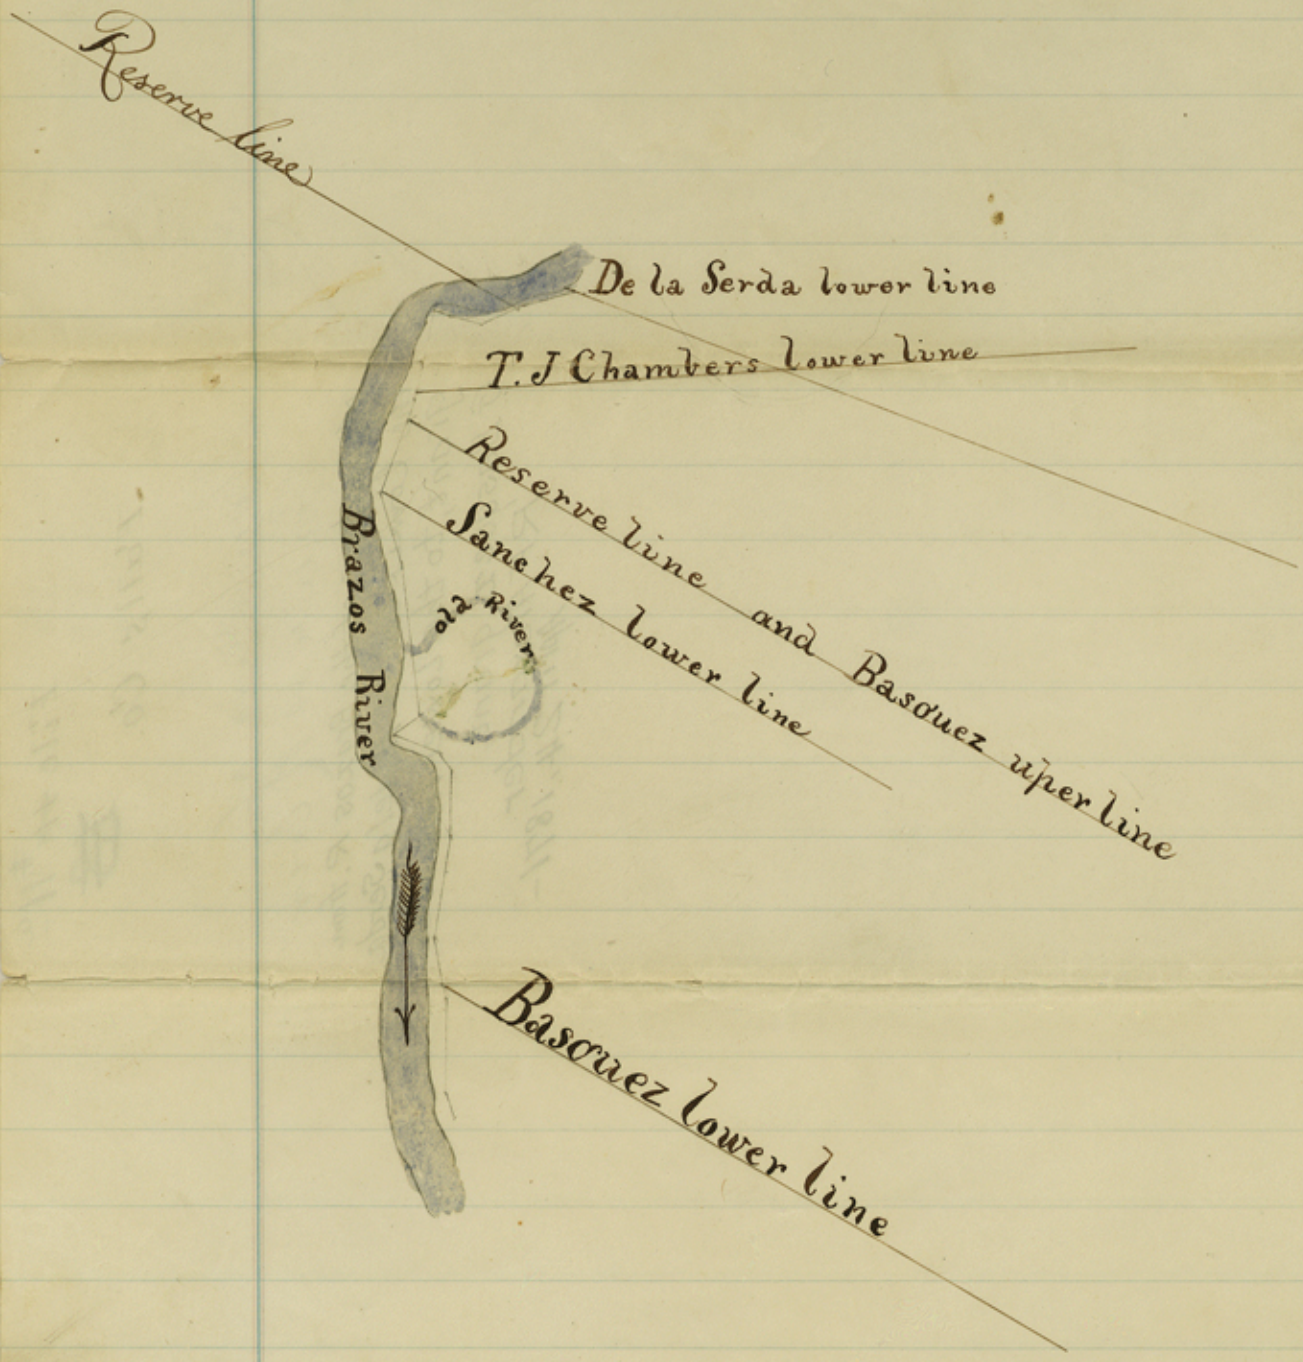 Reserve line
De la Serda lower line
T. J Chambers lower line
Reserve line and Basquez uper line
Sanchez lower line
old River
Brazos River
Basquez lower line